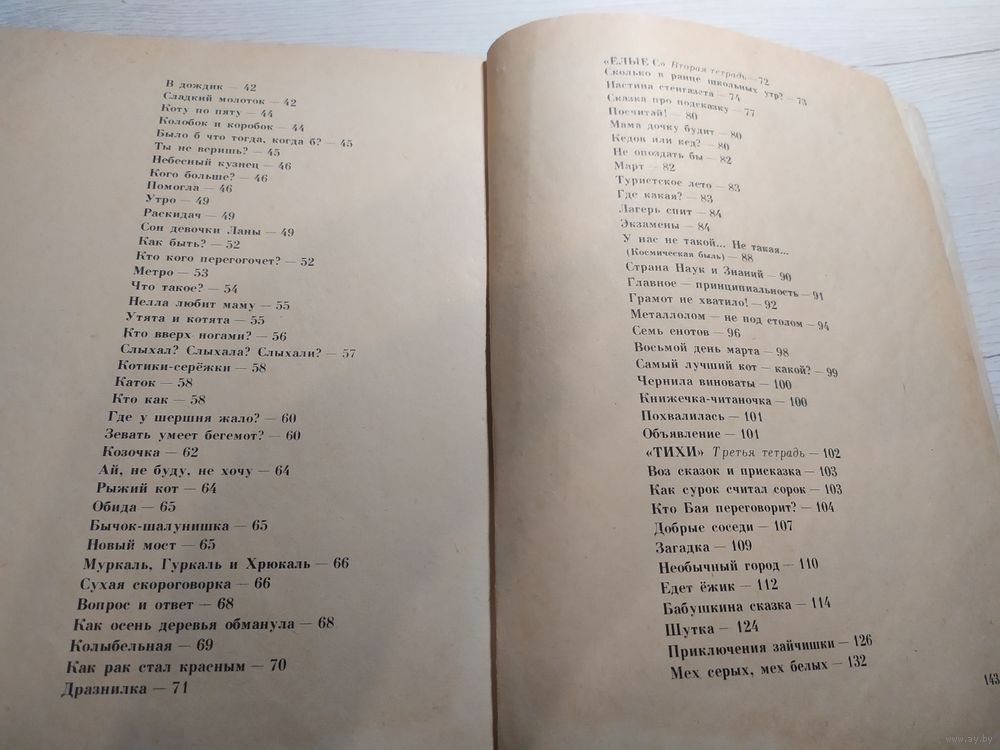 В дождик — 42
Сладкий молоток — 42
Коту по пяту — 44
Колобок и коробок — 44
Было б что тогда, когда б? — 45
Ты не веришь? — 45
Небесный кузнец — 46
Кого больше? — 46
Помогла — 46
Утро — 49
Раскидач — 49
Сон девочки Ланы — 49
Как быть? — 52
Кто кого перегогочет? — 52
Метро — 53
Что такое? — 54
Нелла любит маму — 55
Утята и котята — 55
Кто вверх ногами? — 56
Слыхал? Слыхала? Слыхали? — 57
Котики-серёжки — 58
Каток — 58
Кто как — 58
Где у шершня жало? — 60
Зевать умеет бегемот? — 60
Козочка — 62
Ай, не буду, не хочу — 64
Рыжий кот — 64
Обида — 65
Бычок-шалунишка — 65
Новый мост — 65
Муркаль, Гуркаль и Хрюкаль — 66
Сухая скороговорка — 66
Вопрос и ответ — 68
Как осень деревья обманула — 68
Колыбельная — 69
Как рак стал красным — 70
Дразнилка — 71
«ЕЛЫЕ С» Вторая тетрадь — 72
Сколько в ранце школьных утр? — 73
Настина стенгазета — 74
Сказка про подсказку — 77
Посчитай! — 80
Мама дочку будит — 80
Кедов или кед? — 80
Не опоздать бы — 82
Март — 82
Туристское лето — 83
Где какая? — 83
Лагерь спит — 84
Экзамены — 84
У нас не такой... Не такая...
(Космическая быль) — 88
Страна Наук и Знаний — 90
Главное — принципиальность — 91
Грамот не хватило! — 92
Металлолом — не под столом — 94
Семь енотов — 96
Восьмой день марта — 98
Самый лучший кот — какой? — 99
Чернила виноваты — 100
Книжечка-читаночка — 100
Похвалилась — 101
Объявление — 101
«ТИХИ» Третья тетрадь — 102
Воз сказок и присказка — 103
Как сурок считал сорок — 103
Кто Бая переговорит? — 104
Добрые соседи — 107
Загадка — 109
Необычный город — 110
Едет ёжик — 112
Бабушкина сказка — 114
Шутка — 124
Приключения зайчишки — 126
Мех серых, мех белых — 132
143
www.ay.by